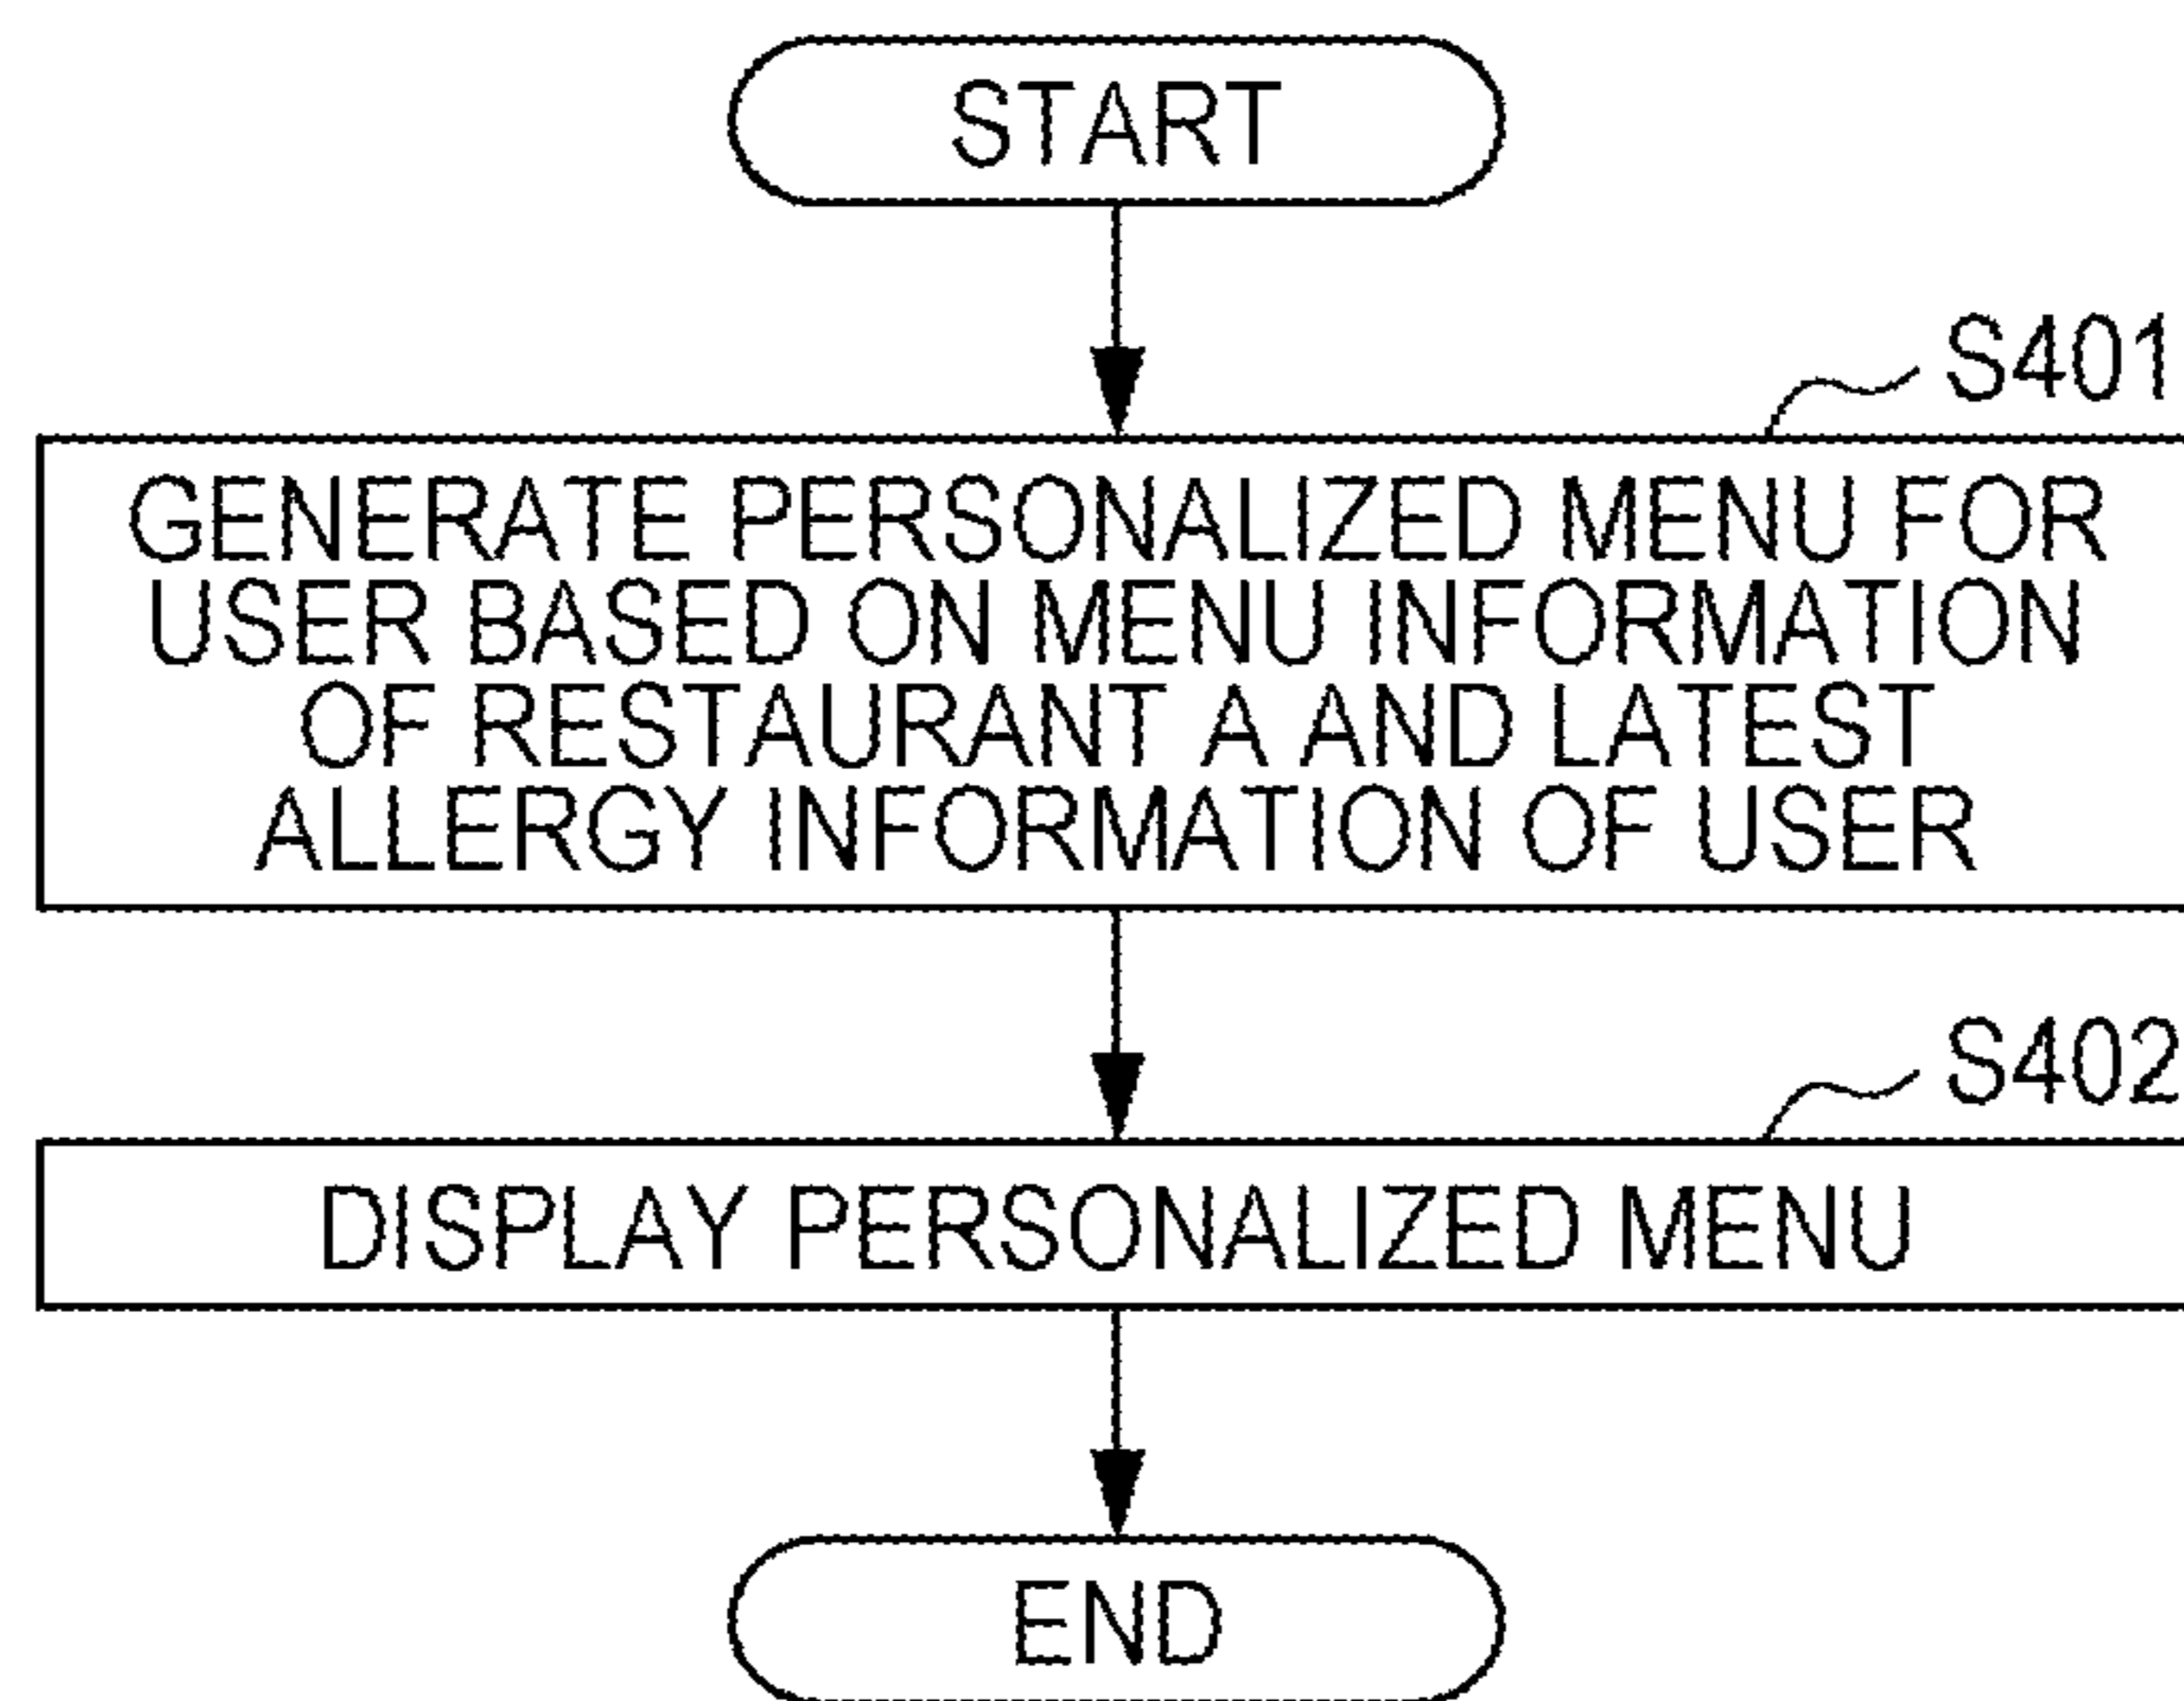 START
S401
GENERATE PERSONALIZED MENU FOR
USER BASED ON MENU INFORMATION
OF RESTAURANT A AND LATEST
ALLERGY INFORMATION OF USER
S402
DISPLAY PERSONALIZED MENU
END